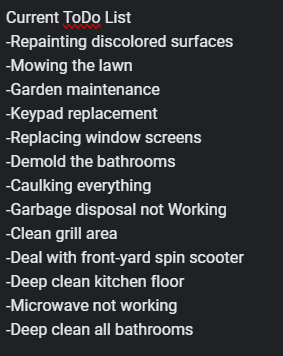 Current ToDo List
-Repainting discolored surfaces
-Mowing the lawn
-Garden maintenance
-Keypad replacement
-Replacing window screens
-Demold the bathrooms
-Caulking everything
-Garbage disposal not Working
-Clean grill area
-Deal with front-yard spin scooter
-Deep clean kitchen floor
-Microwave not working
-Deep clean all bathrooms